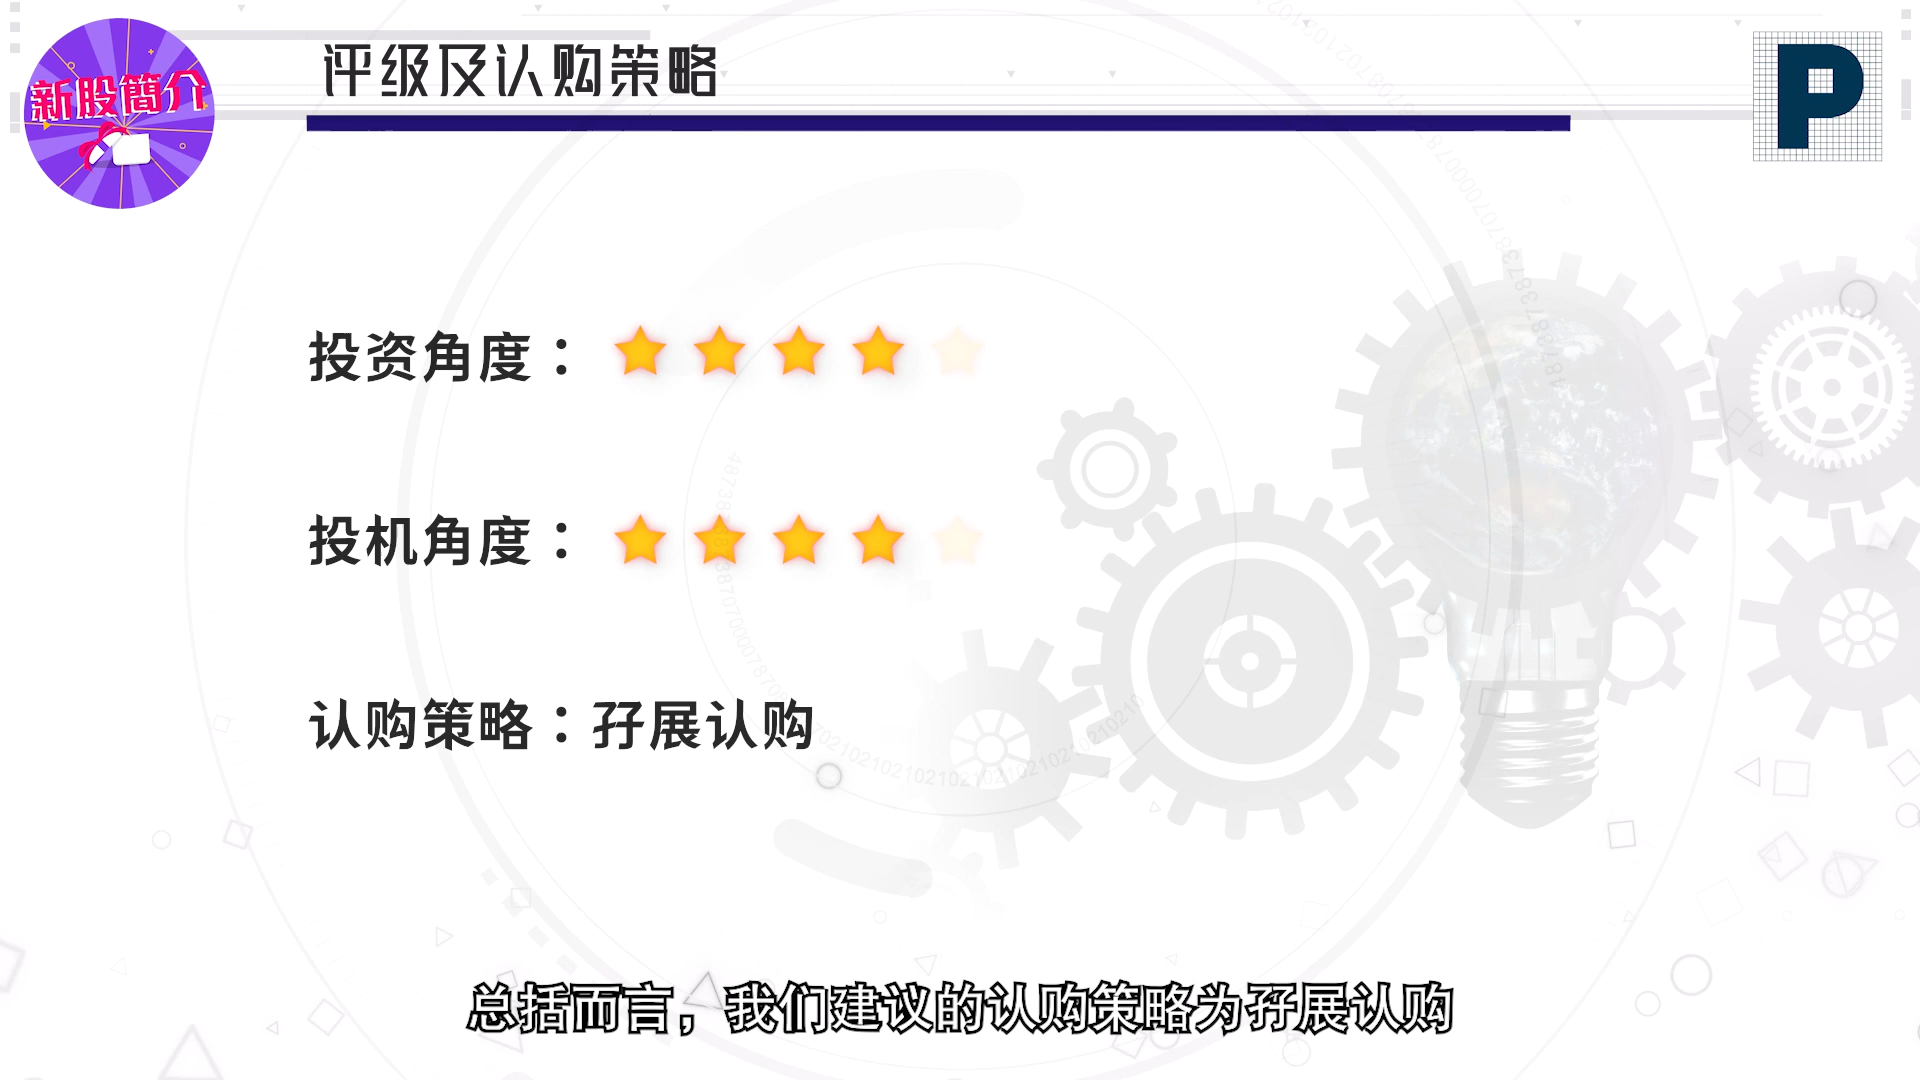 新股簡介
评级及认购策略
P
投资角度：
投机角度：
认购策略：孖展认购
总括而言，我们建议的认购策略为孖展认购